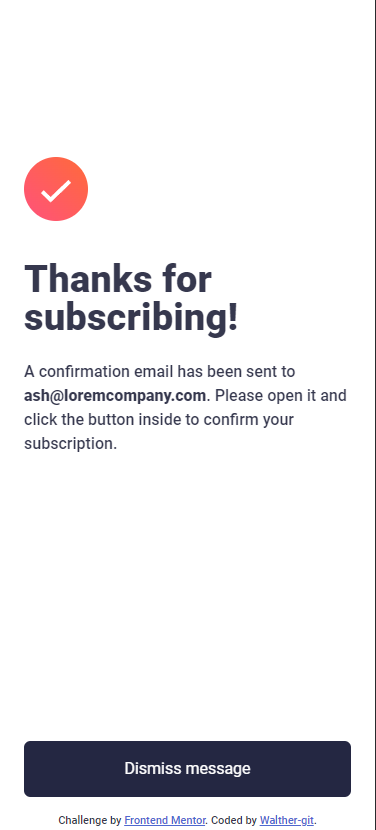 Thanks for
subscribing!
A confirmation email has been sent to
ash@loremcompany.com. Please open it and
click the button inside to confirm your
subscription.
Dismiss message
Challenge by Frontend Mentor. Coded by Walther-git.